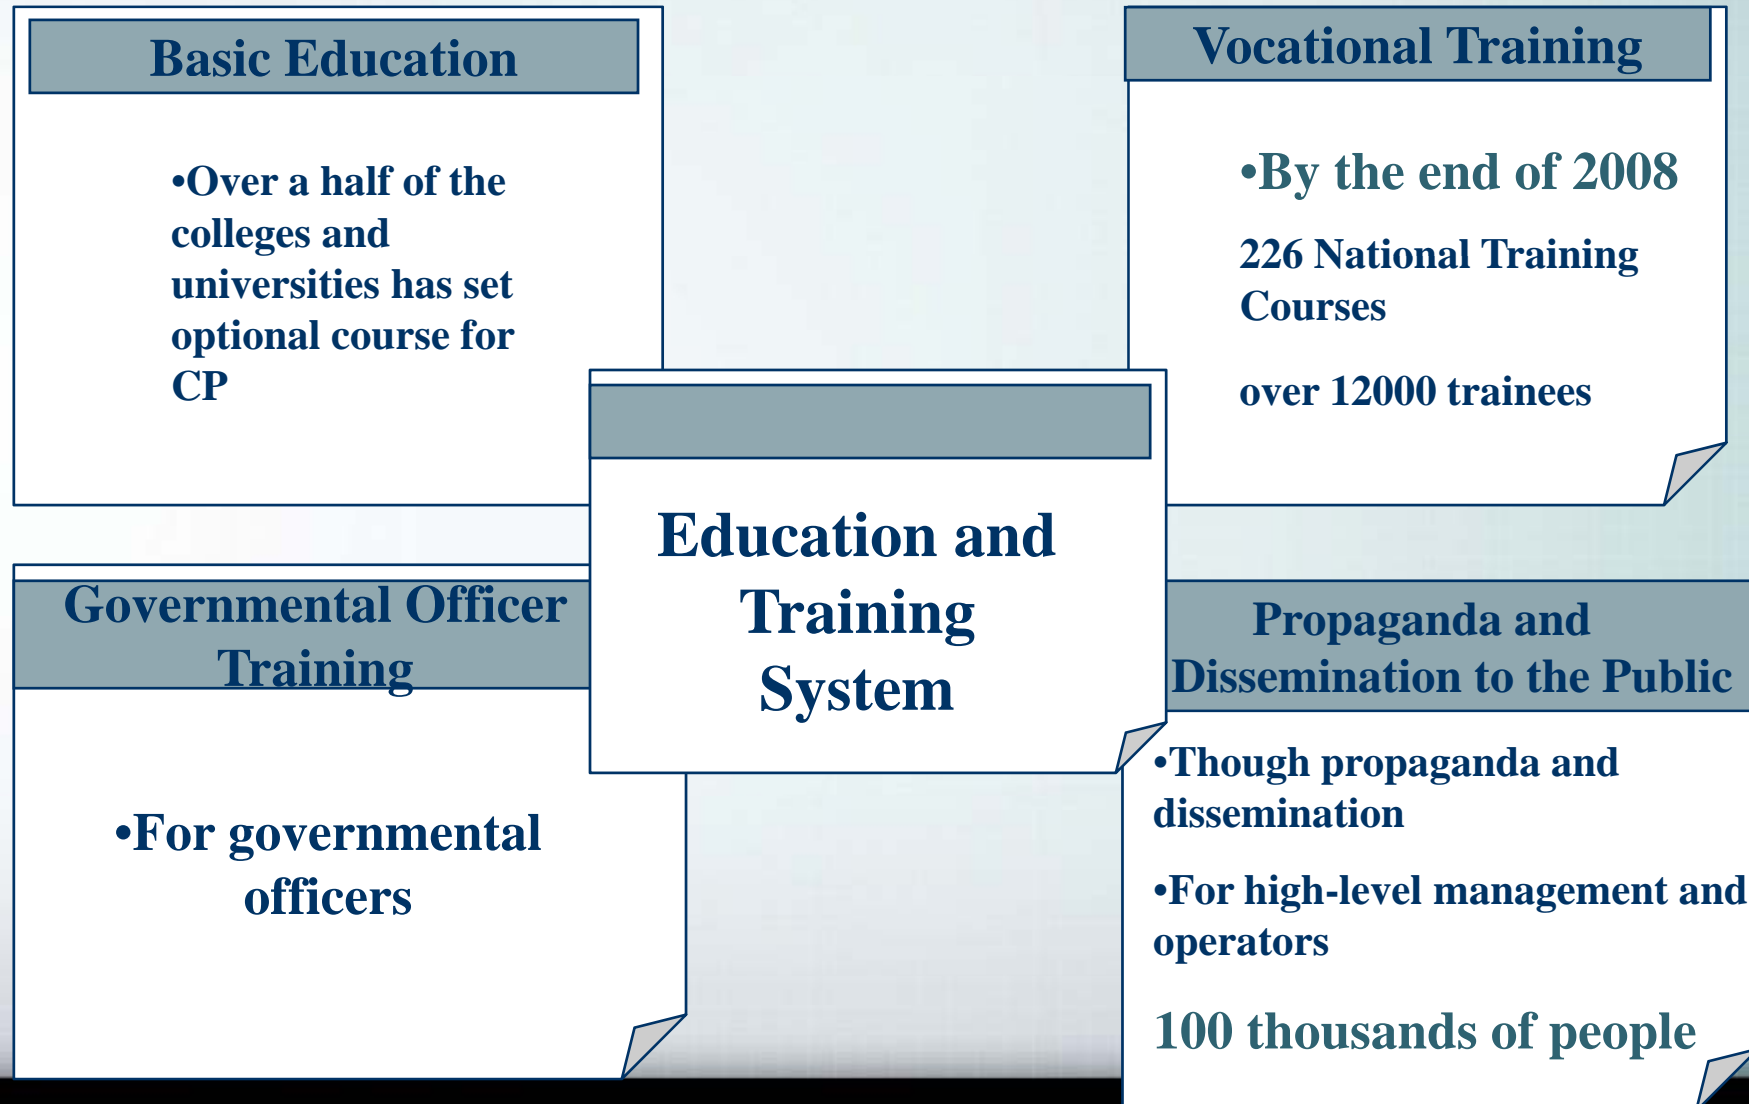 Basic Education
•Over a half of the
colleges and
universities has set
optional course for
CP
Vocational Training
•By the end of 2008
226 National Training
Courses
over 12000 trainees
Education and
Training
System
Governmental Officer
Training
•For governmental
officers
Propaganda and
Dissemination to the Public
•Though propaganda and
dissemination
•For high-level management and
operators
100 thousands of people